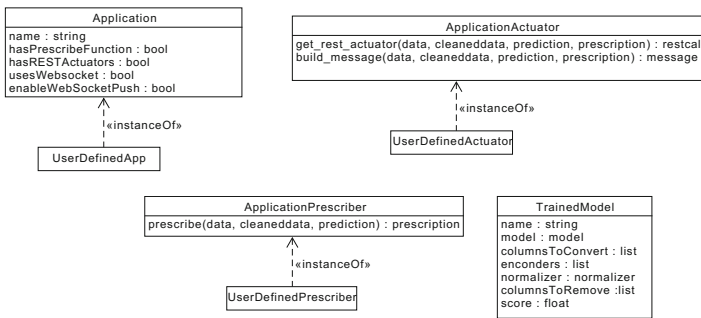 Application
name : string
hasPrescribeFunction : bool
hasRESTActuators : bool
usesWebsocket : bool
enableWebSocketPush : bool
«instanceOf»
UserDefinedApp
ApplicationActuator
get_rest_actuator(data, cleaneddata, prediction, prescription) : restcal
build_message(data, cleaneddata, prediction, prescription) : message
«instanceOf»
UserDefinedActuator
ApplicationPrescriber
prescribe(data, cleaneddata, prediction) : prescription
«instanceOf»
UserDefinedPrescriber
TrainedModel
name : string
model : model
columnsToConvert : list
enconders : list
normalizer : normalizer
columnsToRemove :list
score : float